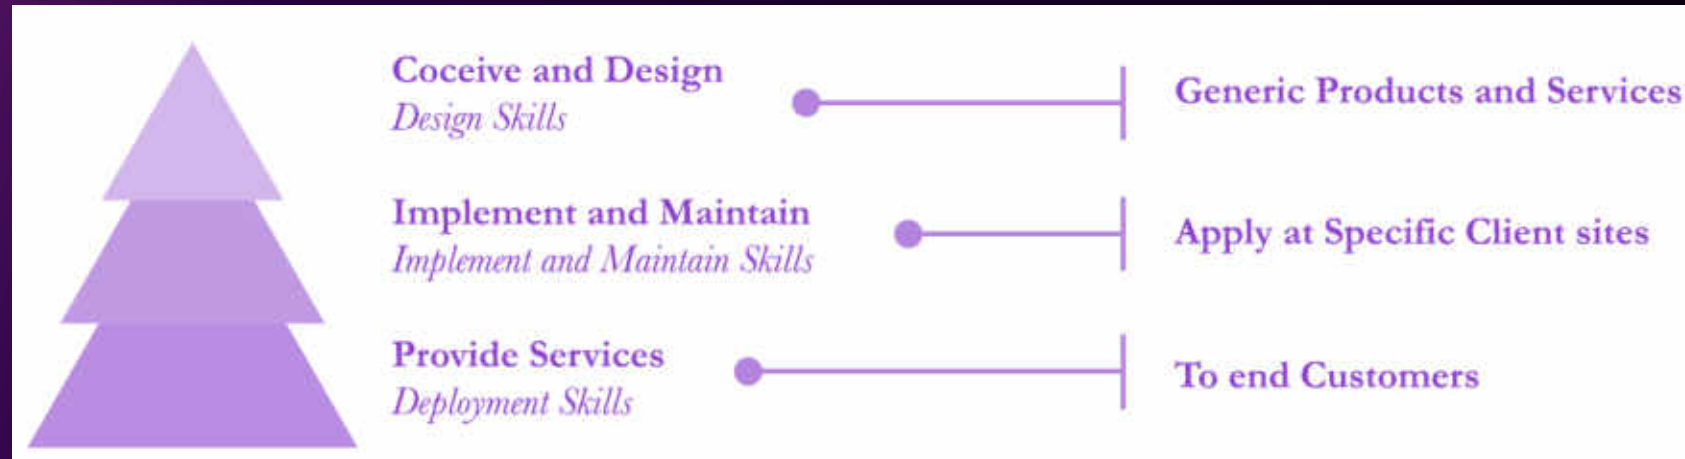 Coceive and Design
Design Skills
Generic Products and Services
Implement and Maintain
Implement and Maintain Skills
Apply at Specific Client sites
Provide Services
Deployment Skills
To end Customers